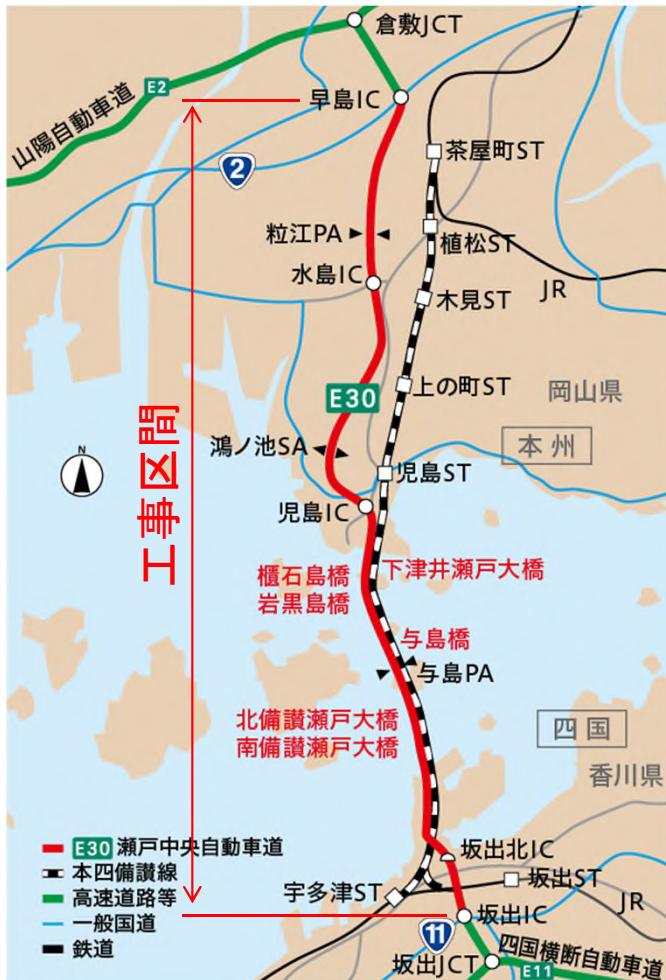 倉敷JCT
E2
早島IC
山陽自動車道
茶屋町ST
2
粒江PA
植松ST
水島IC
木見ST
JR
E30
上の町ST
岡山県
工事区間
鴻ノ池SA
本州
N
児島ST
児島IC
櫃石島橋
岩黒島橋
下津井瀬戸大橋
与島橋
与島PA
北備讃瀬戸大橋
南備讃瀬戸大橋
四国
香川県
E30 瀬戸中央自動車道
本四備讃線
高速道路等
一般国道
鉄道
坂出北IC
宇多津ST
坂出ST
JR
坂出IC
11
坂出JCT
四国横断自動車道
E11